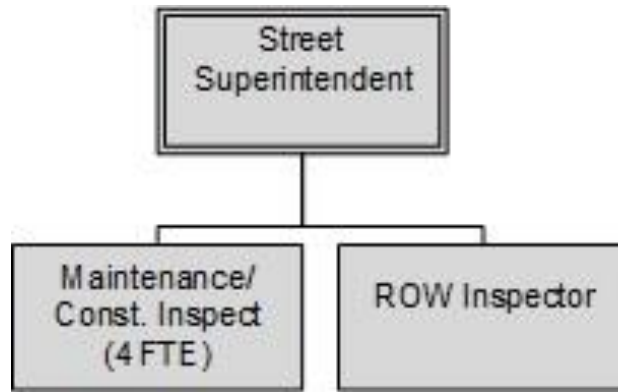 Street
Superintendent
Maintenance/
Const. Inspect
(4 FTE)
ROW Inspector